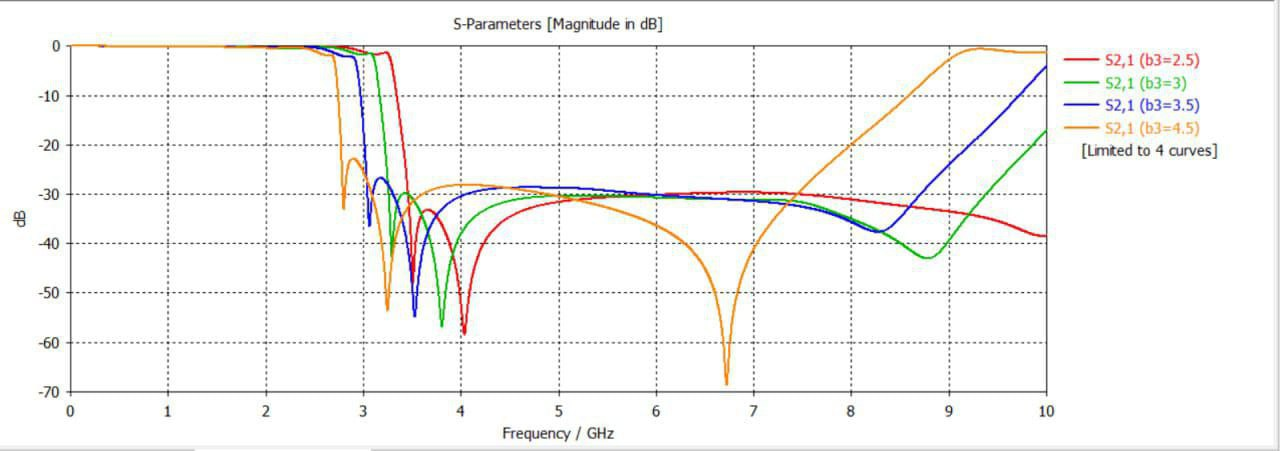 S-Parameters [Magnitude in dB]
0
-10
-20
-30
-40
-50
-60
-70
dB
0 1 2 3 4 5 6 7 8 9 10
Frequency / GHz
S2,1 (b3=2.5)
S2,1 (b3=3)
S2,1 (b3=3.5)
S2,1 (b3=4.5)
[Limited to 4 curves]